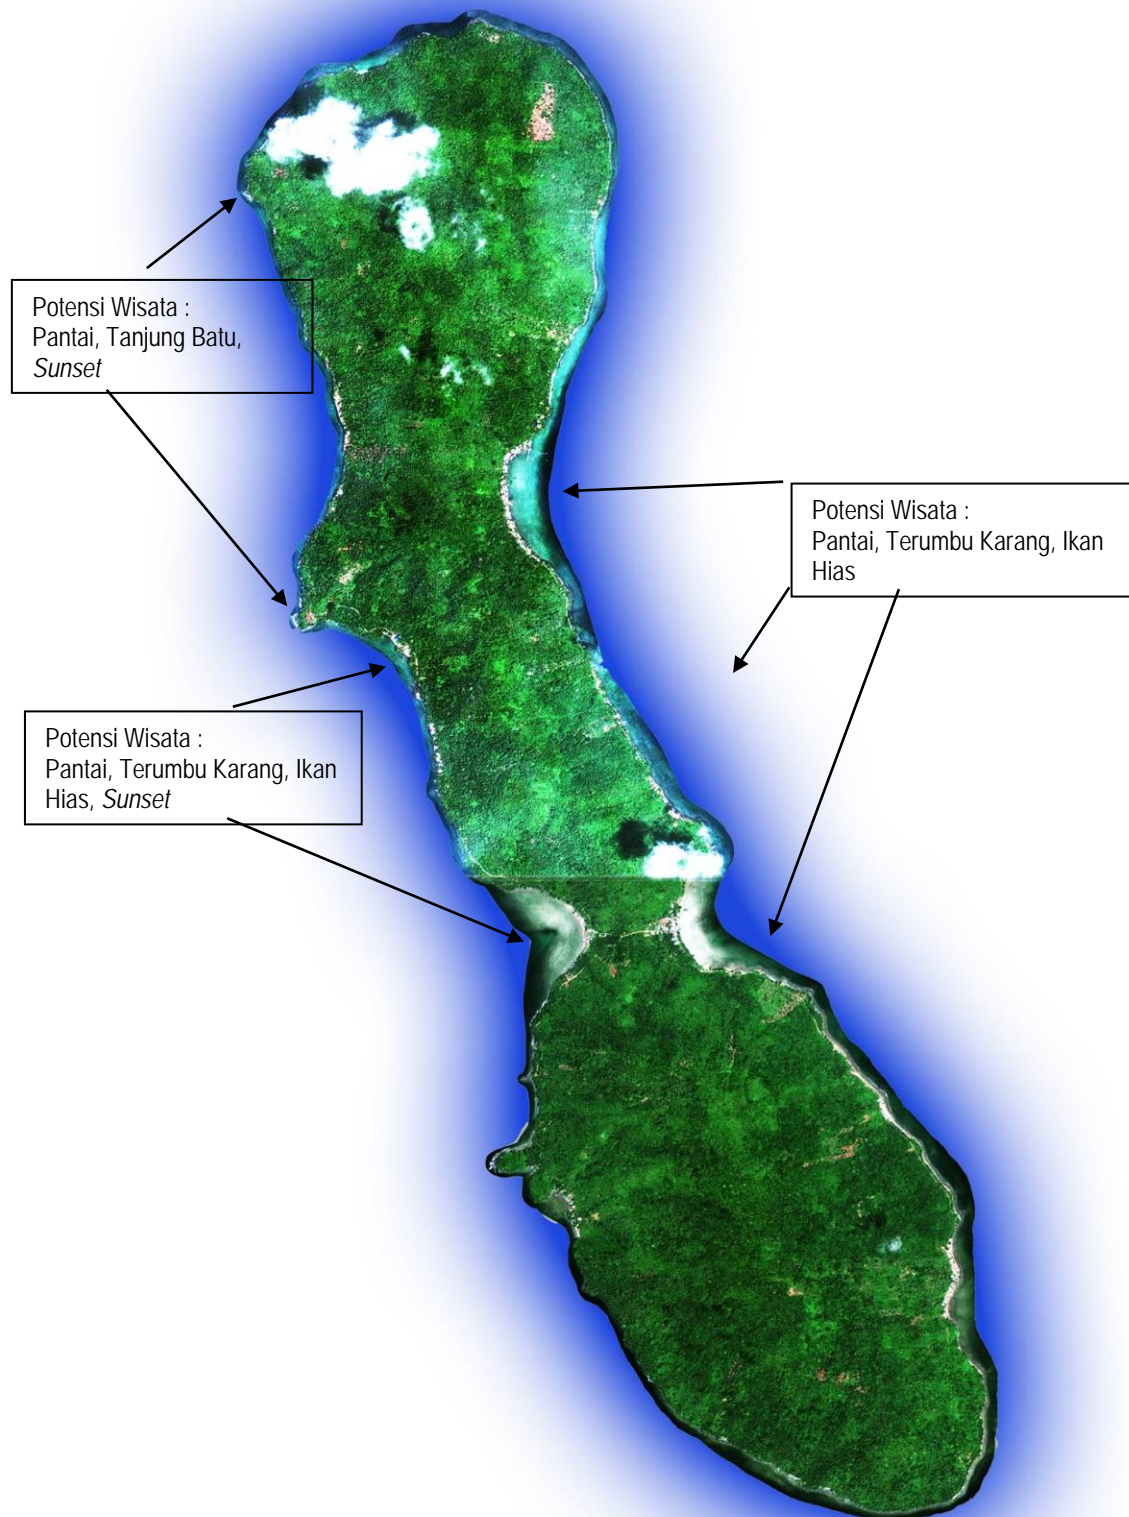 Potensi Wisata :
Pantai, Tanjung Batu,
Sunset
Potensi Wisata :
Pantai, Terumbu Karang, Ikan
Hias
Potensi Wisata :
Pantai, Terumbu Karang, Ikan
Hias, Sunset